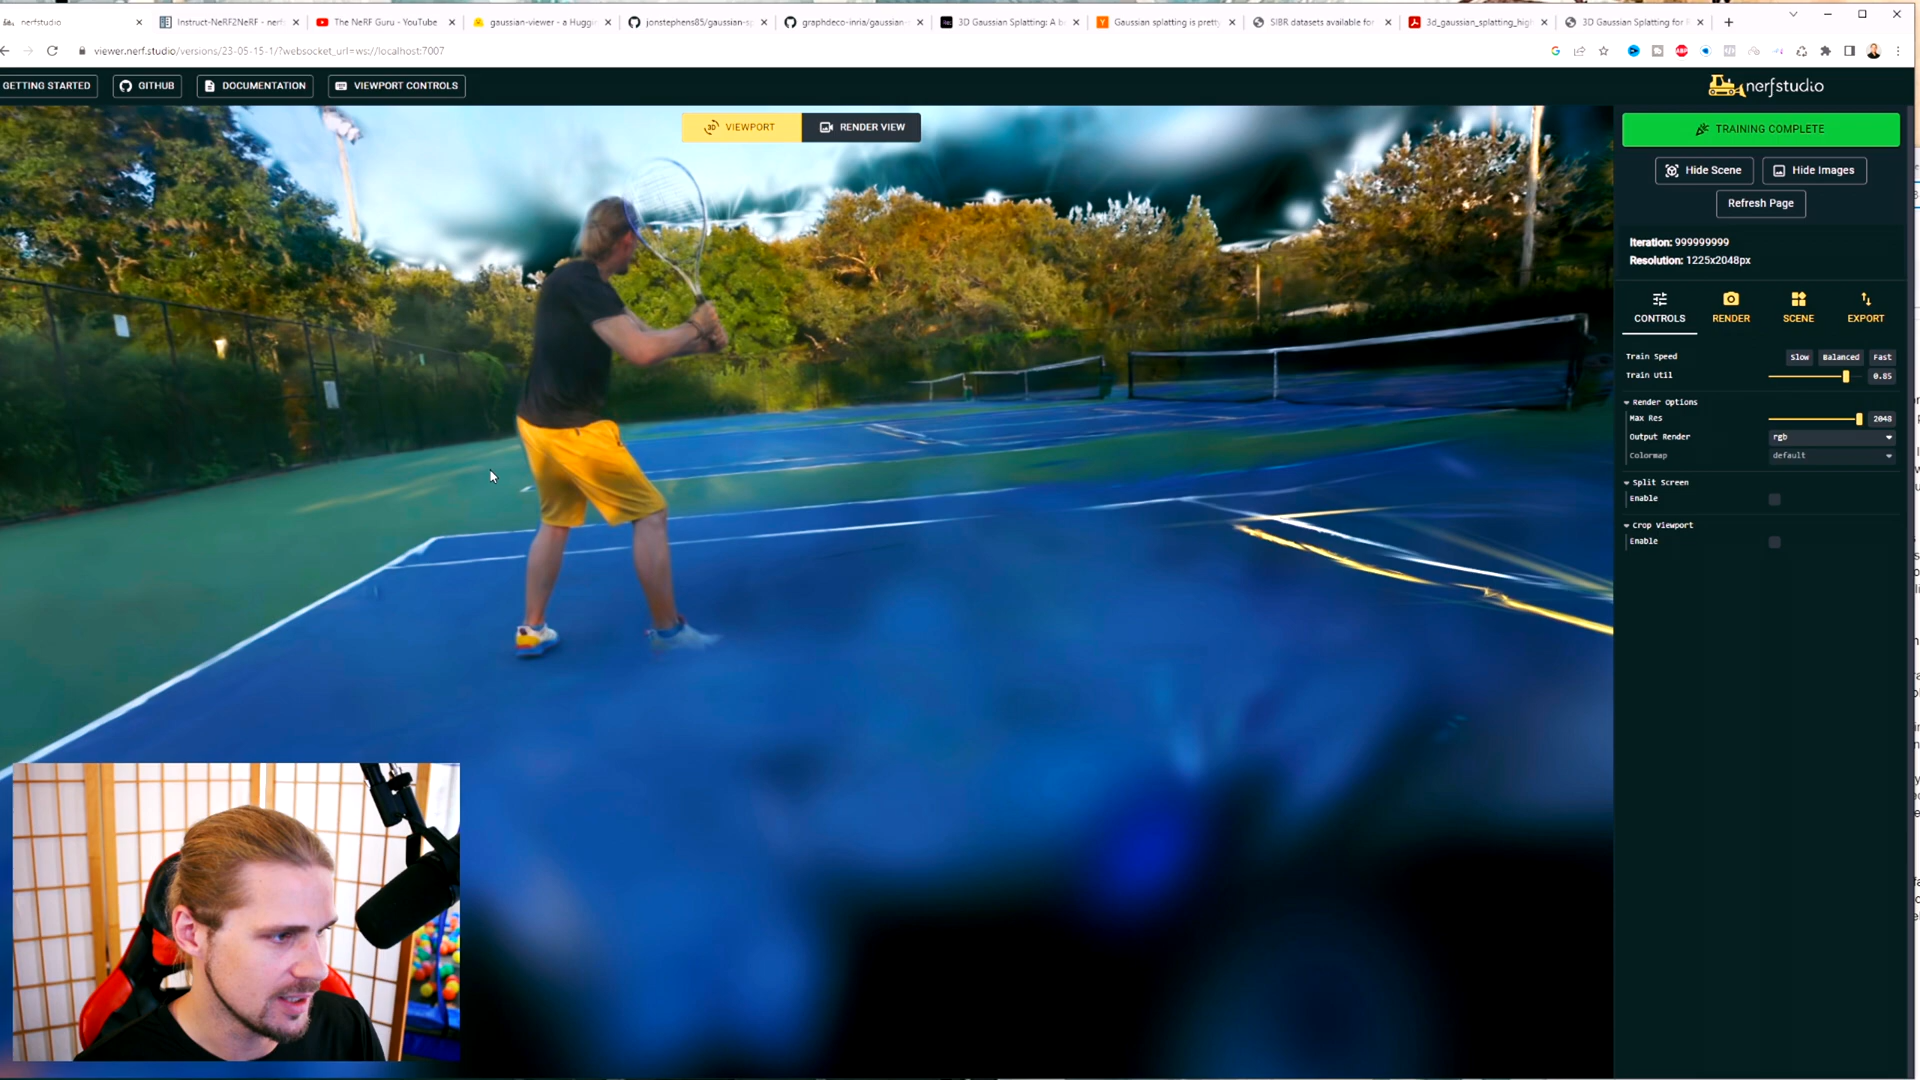 nerfstudio
Instruct-NeRF2NeRF - nerf
The NeRF Guru - YouTube
gaussian-viewer - a Huggi
jonstephens85/gaussian-s
graphdeco-inria/gaussian-
3D Gaussian Splatting: A b
Gaussian splatting is pretty
SIBR datasets available for
3d_gaussian_splatting_hig
3D Gaussian Splatting for
viewer.nerf.studio/versions/23-05-15-1/?websocket_url=ws://localhost:7007
GETTING STARTED
GITHUB
DOCUMENTATION
VIEWPORT CONTROLS
nerfstudio
VIEWPORT
RENDER VIEW
TRAINING COMPLETE
Hide Scene
Hide Images
Refresh Page
Iteration: 999999999
Resolution: 1225x2048px
CONTROLS
RENDER
SCENE
EXPORT
Train Speed
Slow
Balanced
Fast
Train Util
0.85
Render Options
Max Res
2048
Output Render
rgb
Colormap
default
Split Screen
Enable
Crop Viewport
Enable